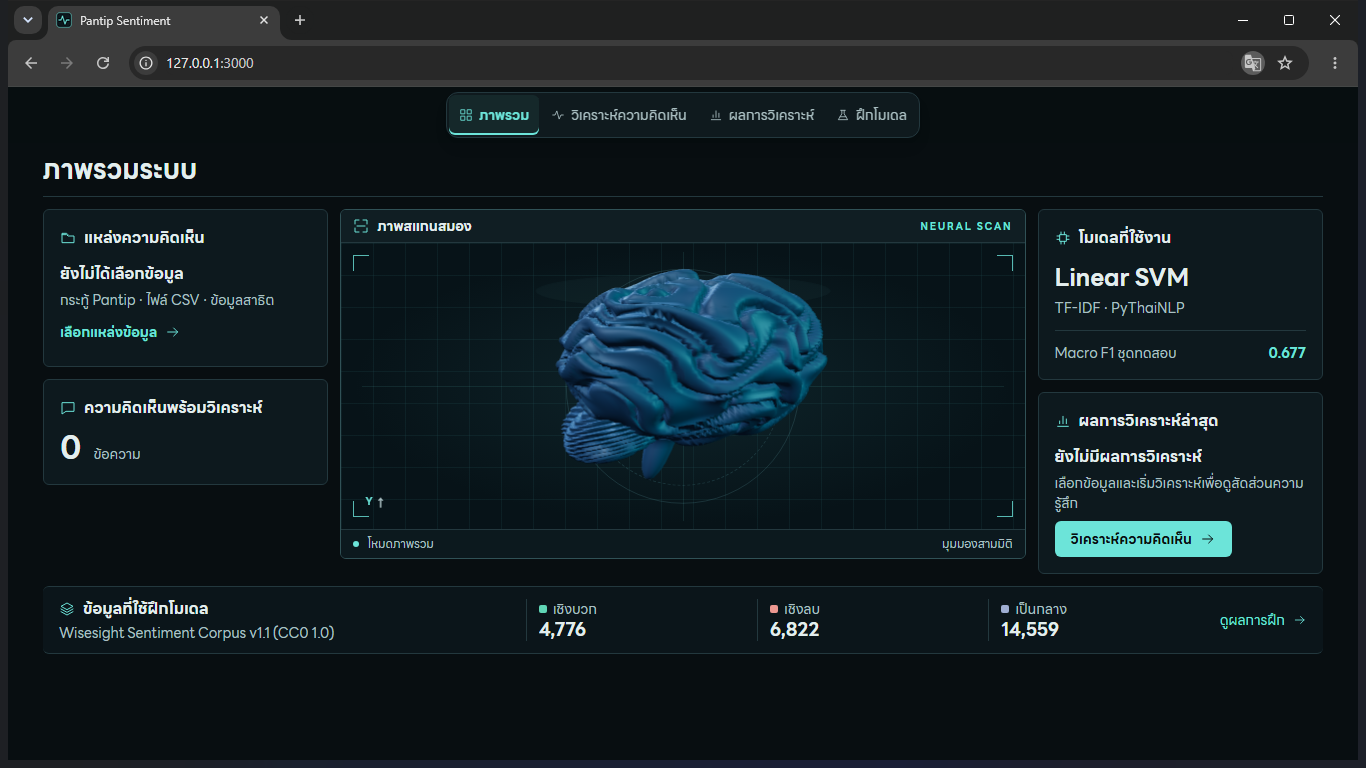 Pantip Sentiment
127.0.0.1:3000
ภาพรวม
วิเคราะห์ความคิดเห็น
ผลการวิเคราะห์
ฝึกโมเดล
ภาพรวมระบบ
แหล่งความคิดเห็น
ยังไม่ได้เลือกข้อมูล
กระทู้ Pantip · ไฟล์ CSV · ข้อมูลสาธิต
เลือกแหล่งข้อมูล →
ความคิดเห็นพร้อมวิเคราะห์
0 ข้อความ
ภาพสแกนสมอง
NEURAL SCAN
Y ↑
โหมดภาพรวม
มุมมองสามมิติ
โมเดลที่ใช้งาน
Linear SVM
TF-IDF · PyThaiNLP
Macro F1 ชุดทดสอบ 0.677
ผลการวิเคราะห์ล่าสุด
ยังไม่มีผลการวิเคราะห์
เลือกข้อมูลและเริ่มวิเคราะห์เพื่อดูสัดส่วนความ
รู้สึก
วิเคราะห์ความคิดเห็น →
ข้อมูลที่ใช้ฝึกโมเดล
Wisesight Sentiment Corpus v1.1 (CC0 1.0)
เชิงบวก
4,776
เชิงลบ
6,822
เป็นกลาง
14,559
ดูผลการฝึก →